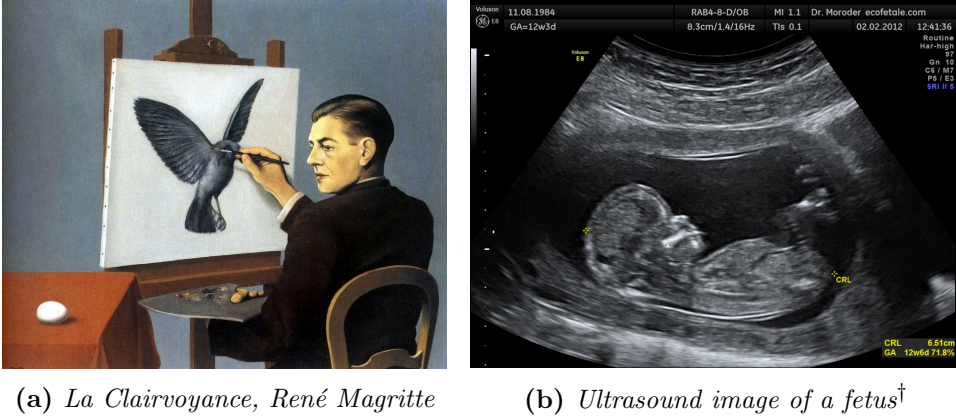 Voluson
E8
11.08.1984 RAB4-8-D/OB MI 1.1 Dr. Moroder ecofetale.com
GA=12w3d 8.3cm/1.4/16Hz TIs 0.1 02.02.2012 12:41:36
Routine
Har-high
97
Gn 10
C6 / M7
P6 / E3
SRI II 5
Voluson
E8
CRL
CRL 6.51cm
GA 12w6d 71.8%
(a) La Clairvoyance, René Magritte
(b) Ultrasound image of a fetus†